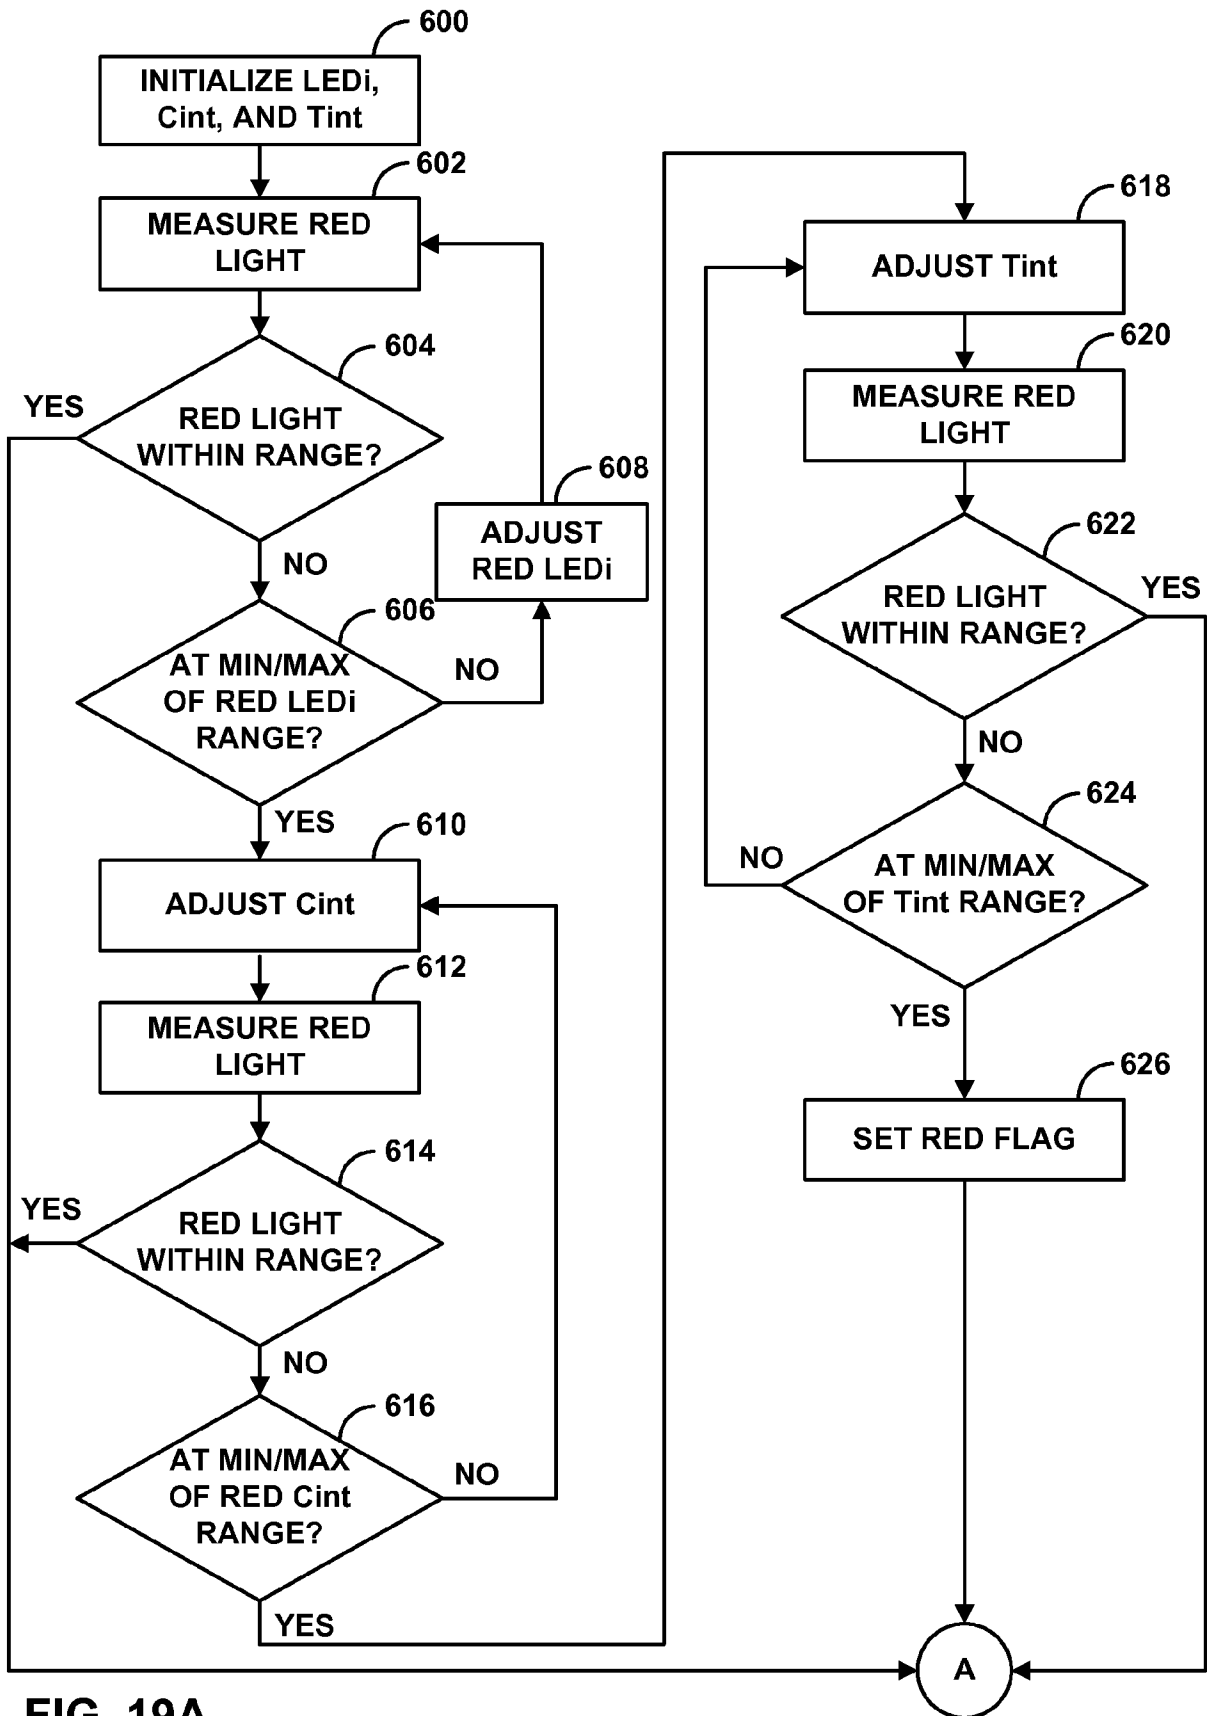 600
INITIALIZE LEDi,
Cint, AND Tint
602
MEASURE RED
LIGHT
604
YES
RED LIGHT
WITHIN RANGE?
NO
608
ADJUST
RED LEDi
606
AT MIN/MAX
OF RED LEDi
RANGE?
NO
YES
610
ADJUST Cint
612
MEASURE RED
LIGHT
614
YES
RED LIGHT
WITHIN RANGE?
NO
616
AT MIN/MAX
OF RED Cint
RANGE?
NO
YES
618
ADJUST Tint
620
MEASURE RED
LIGHT
622
RED LIGHT
WITHIN RANGE?
YES
NO
624
NO
AT MIN/MAX
OF Tint RANGE?
YES
626
SET RED FLAG
A
FIG. 19A